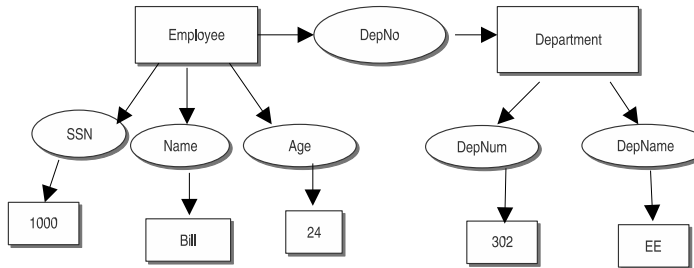 Employee
DepNo
Department
SSN
Name
Age
DepNum
DepName
1000
Bill
24
302
EE